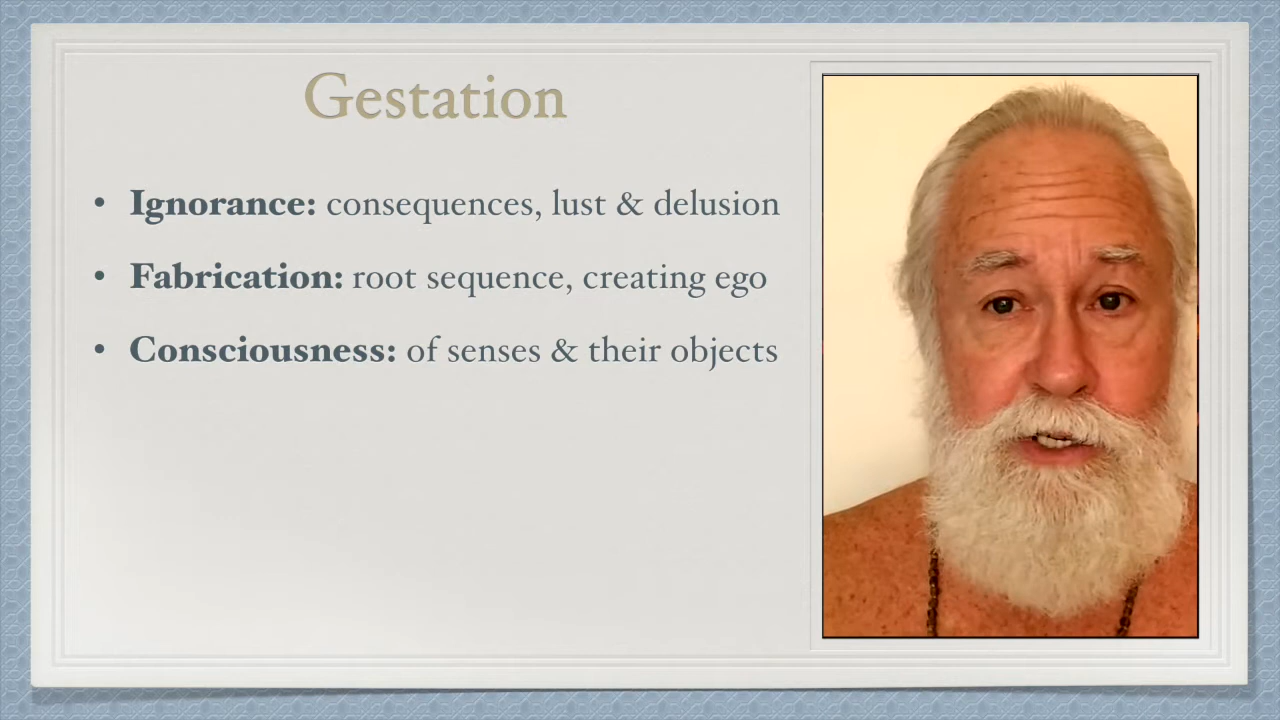 Gestation
• Ignorance: consequences, lust & delusion
• Fabrication: root sequence, creating ego
• Consciousness: of senses & their objects